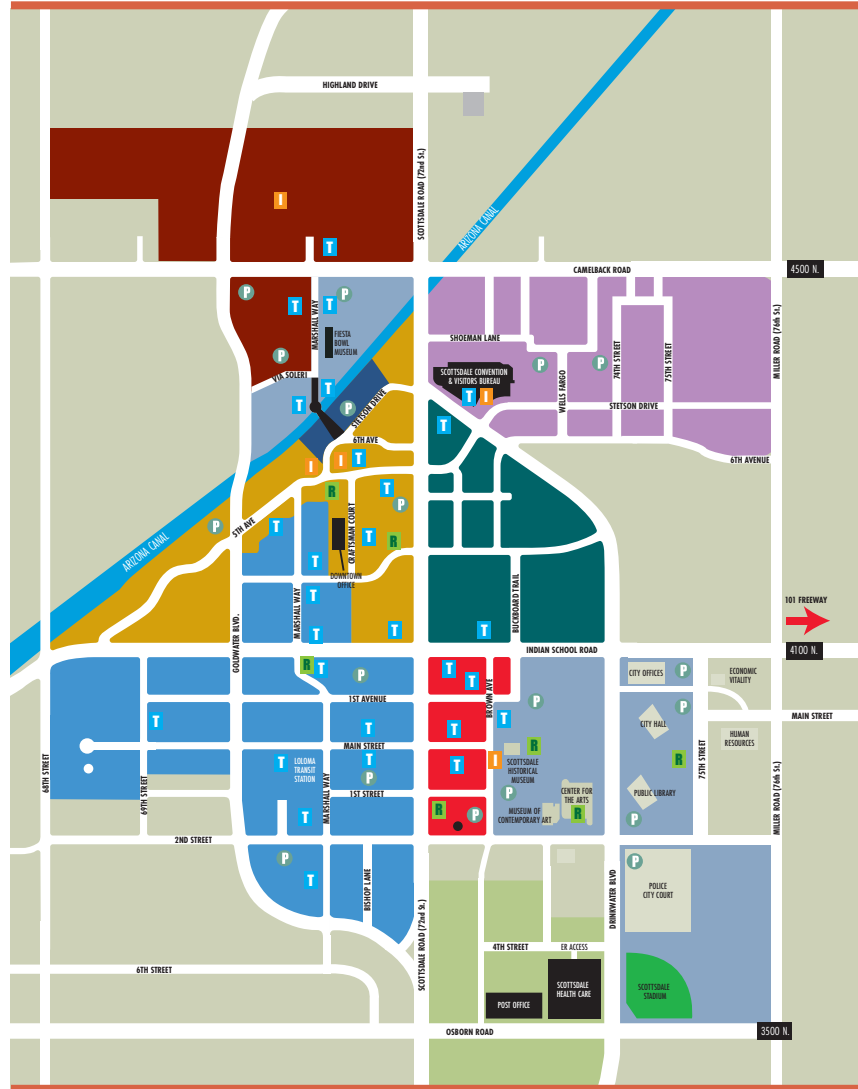 HIGHLAND DRIVE
SCOTTSDALE ROAD (72nd St.)
ARIZONA CANAL
I
T
CAMELBACK ROAD
4500 N.
P
T
T
P
MARSHALL WAY
FIESTA
BOWL
MUSEUM
P
VIA SOLERI
T
T
P
STETSON DRIVE
SHOEMAN LANE
SCOTTSDALE CONVENTION
& VISITORS BUREAU
T
I
P
P
WELLS FARGO
74TH STREET
75TH STREET
MILLER ROAD (76th St.)
STETSON DRIVE
6TH AVENUE
T
6TH AVE
I
I
T
R
T
P
P
5TH AVE
T
T
R
CRAFTSMAN COURT
T
DOWNTOWN
OFFICE
ARIZONA CANAL
T
MARSHALL WAY
T
T
GOLDWATER BLVD.
BUCKBOARD TRAIL
T
101 FREEWAY
INDIAN SCHOOL ROAD
4100 N.
R
T
P
1ST AVENUE
T
T
BROWN AVE
P
T
CITY OFFICES
P
ECONOMIC
VITALITY
P
CITY HALL
MAIN STREET
HUMAN
RESOURCES
T
T
T
MAIN STREET
T
LOLOMA
TRANSIT
STATION
T
P
1ST STREET
T
I
R
SCOTTSDALE
HISTORICAL
MUSEUM
R
75TH STREET
68TH STREET
69TH STREET
MARSHALL WAY
T
R
P
P
CENTER FOR
THE ARTS
MUSEUM OF
CONTEMPORARY ART
R
PUBLIC LIBRARY
P
MILLER ROAD (76th St.)
2ND STREET
P
T
BISHOP LANE
SCOTTSDALE ROAD (72nd St.)
DRINKWATER BLVD
P
POLICE
CITY COURT
4TH STREET
ER ACCESS
6TH STREET
POST OFFICE
SCOTTSDALE
HEALTH CARE
SCOTTSDALE
STADIUM
OSBORN ROAD
3500 N.